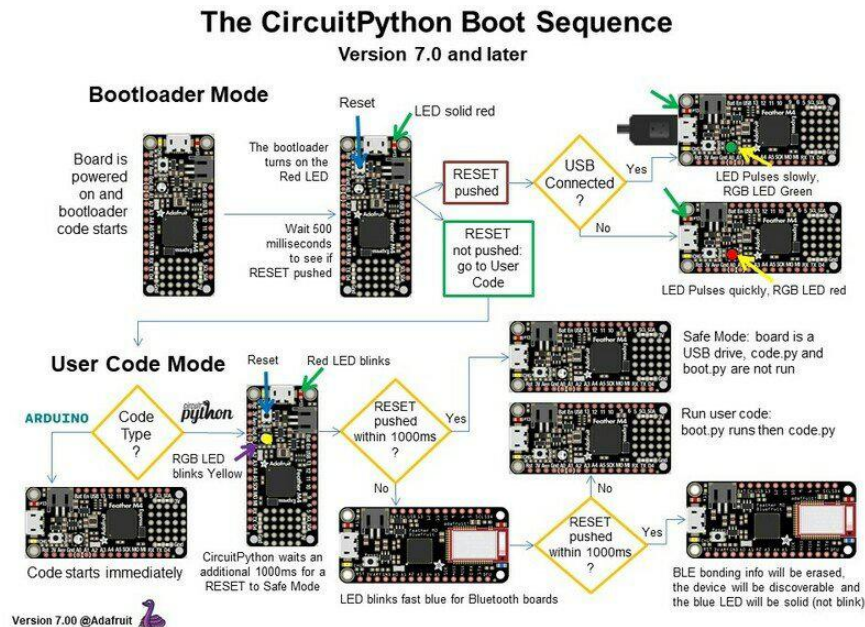 The CircuitPython Boot Sequence
Version 7.0 and later
Bootloader Mode
Reset
LED solid red
Board is
powered
on and
bootloader
code starts
The bootloader
turns on the
Red LED
Wait 500
milliseconds
to see if
RESET pushed
RESET
pushed
RESET
not pushed:
go to User
Code
USB
Connected
?
Yes
No
LED Pulses slowly,
RGB LED Green
LED Pulses quickly, RGB LED red
User Code Mode
Reset
Red LED blinks
ARDUINO
Code
Type
?
circuit
python
RGB LED
blinks Yellow
Code starts immediately
CircuitPython waits an
additional 1000ms for a
RESET to Safe Mode
RESET
pushed
within 1000ms
?
Yes
No
Safe Mode: board is a
USB drive, code.py and
boot.py are not run
Run user code:
boot.py runs then code.py
LED blinks fast blue for Bluetooth boards
No
RESET
pushed
within 1000ms
?
Yes
BLE bonding info will be erased,
the device will be discoverable and
the blue LED will be solid (not blink)
Version 7.00 @Adafruit